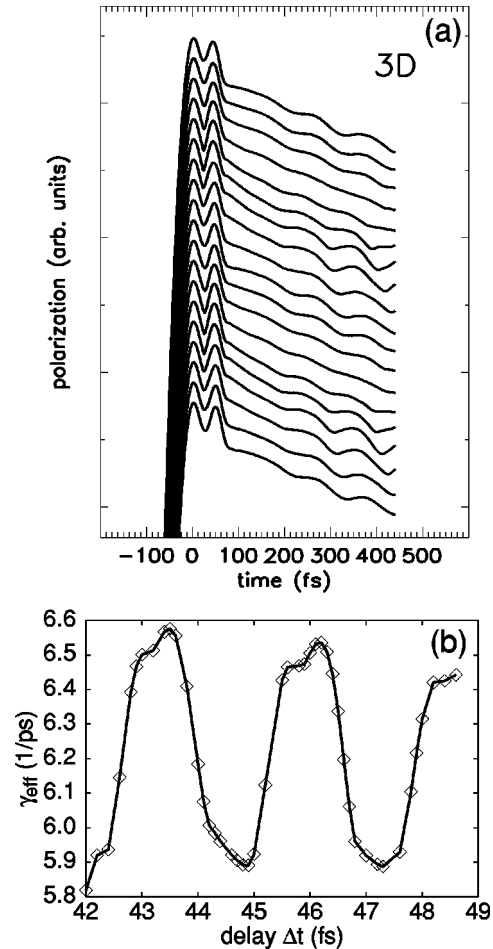 (a)
3D
polarization (arb. units)
-100 0 100 200 300 400 500
time (fs)
(b)
6.6
6.5
6.4
6.3
6.2
6.1
6.0
5.9
5.8
γeff (1/ps)
42 43 44 45 46 47 48 49
delay Δt (fs)